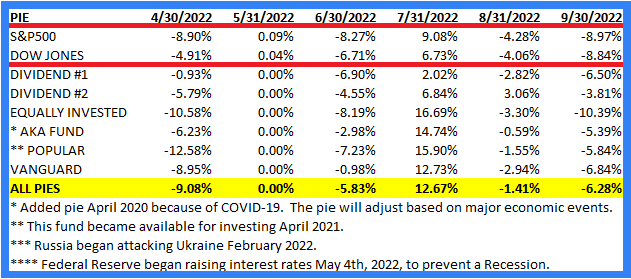 PIE 4/30/2022 5/31/2022 6/30/2022 7/31/2022 8/31/2022 9/30/2022
S&P500 -8.90% 0.09% -8.27% 9.08% -4.28% -8.97%
DOW JONES -4.91% 0.04% -6.71% 6.73% -4.06% -8.84%
DIVIDEND #1 -0.93% 0.00% -6.90% 2.02% -2.82% -6.50%
DIVIDEND #2 -5.79% 0.00% -4.55% 6.84% 3.06% -3.81%
EQUALLY INVESTED -10.58% 0.00% -8.19% 16.69% -3.30% -10.39%
* AKA FUND -6.23% 0.00% -2.98% 14.74% -0.59% -5.39%
** POPULAR -12.58% 0.00% -7.23% 15.90% -1.55% -5.84%
VANGUARD -8.95% 0.00% -0.98% 12.73% -2.94% -6.84%
ALL PIES -9.08% 0.00% -5.83% 12.67% -1.41% -6.28%
* Added pie April 2020 because of COVID-19. The pie will adjust based on major economic events.
** This fund became available for investing April 2021.
*** Russia began attacking Ukraine February 2022.
**** Federal Reserve began raising interest rates May 4th, 2022, to prevent a Recession.